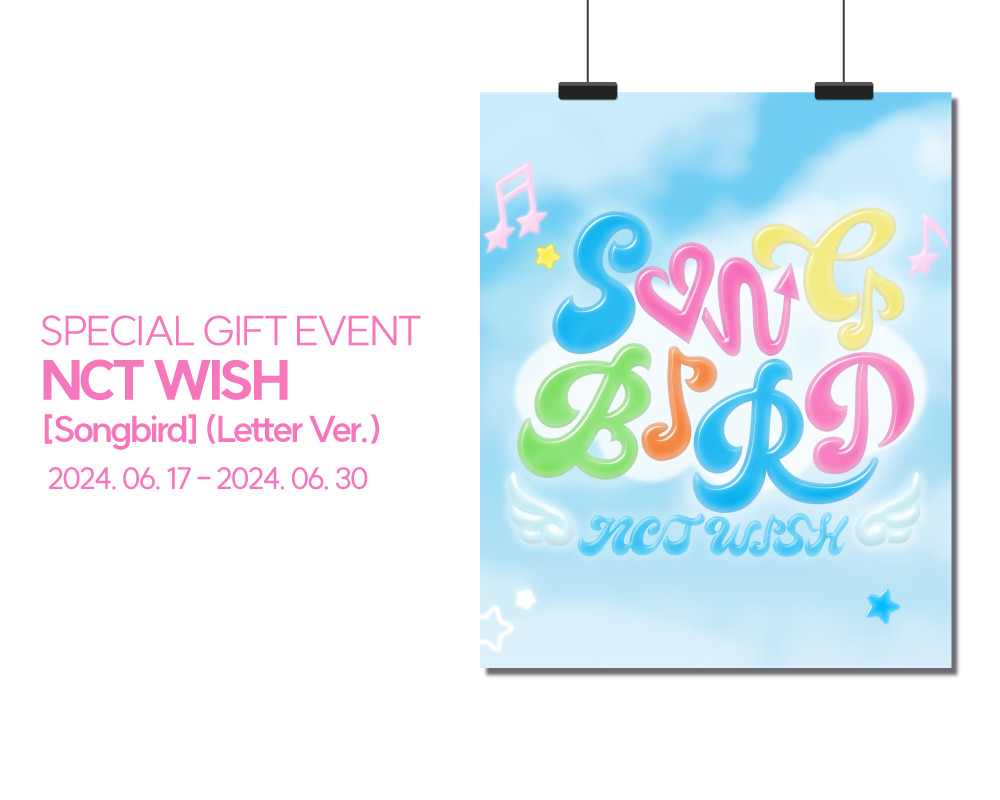 SPECIAL GIFT EVENT
NCT WISH
[Songbird] (Letter Ver.)
2024. 06. 17 - 2024. 06. 30
SONG
BIRD
NCT WISH